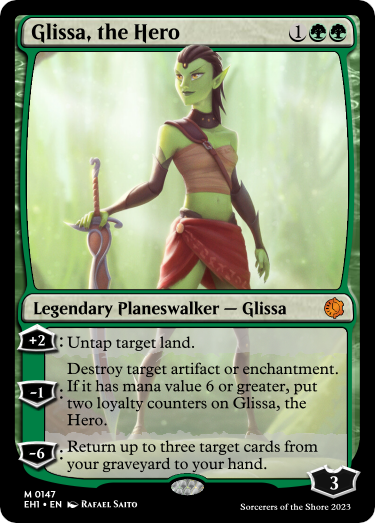 Glissa, the Hero 1
Legendary Planeswalker — Glissa
+2: Untap target land.
Destroy target artifact or enchantment.
-1: If it has mana value 6 or greater, put
two loyalty counters on Glissa, the
Hero.
-6: Return up to three target cards from
your graveyard to your hand.
3
M 0147
EH1 • EN Rafael Saito
Sorcerers of the Shore 2023